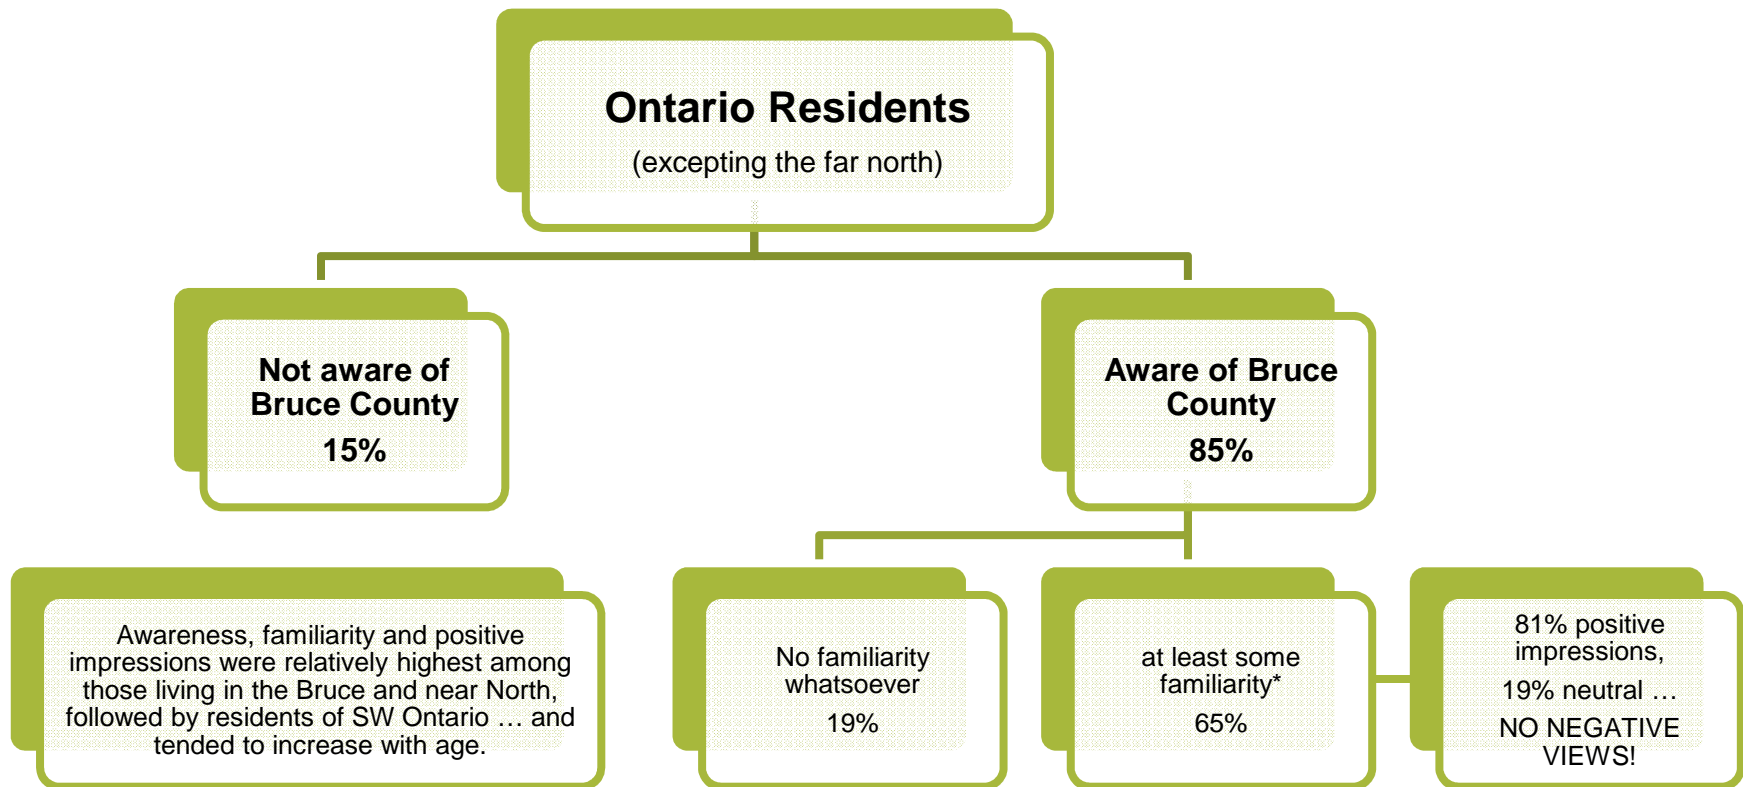 Ontario Residents
(excepting the far north)
Not aware of
Bruce County
15%
Aware of Bruce
County
85%
Awareness, familiarity and positive
impressions were relatively highest among
those living in the Bruce and near North,
followed by residents of SW Ontario … and
tended to increase with age.
No familiarity
whatsoever
19%
at least some
familiarity*
65%
81% positive
impressions,
19% neutral …
NO NEGATIVE
VIEWS!